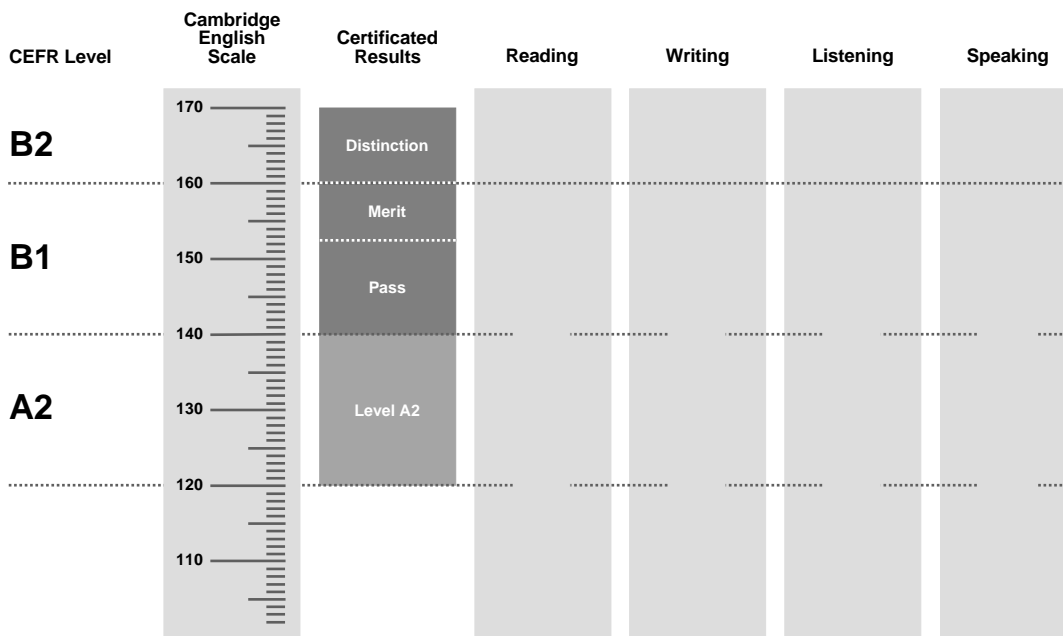 CEFR Level
Cambridge
English
Scale
Certificated
Results
Reading
Writing
Listening
Speaking
170
B2
Distinction
160
Merit
B1
150
Pass
140
A2
130
Level A2
120
110